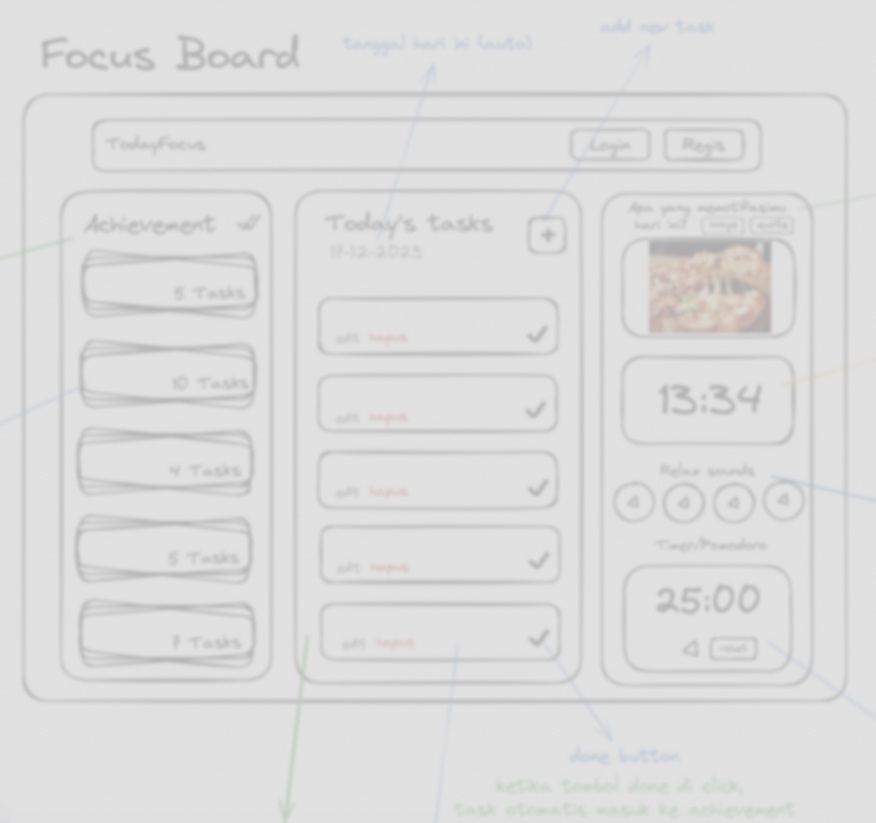 Focus Board
tanggal hari ini (auto)
add new task
TodayFocus
Login
Regis
Achievement
5 Tasks
10 Tasks
4 Tasks
5 Tasks
7 Tasks
Today's tasks
17-12-2023
+
edit hapus
edit hapus
edit hapus
edit hapus
edit hapus
Apa yang memotifasimu
hari ini?
13:34
Relax sounds
Timer/Pomodoro
25:00
reset
done button
ketika tombol done di click,
task otomatis masuk ke achievement